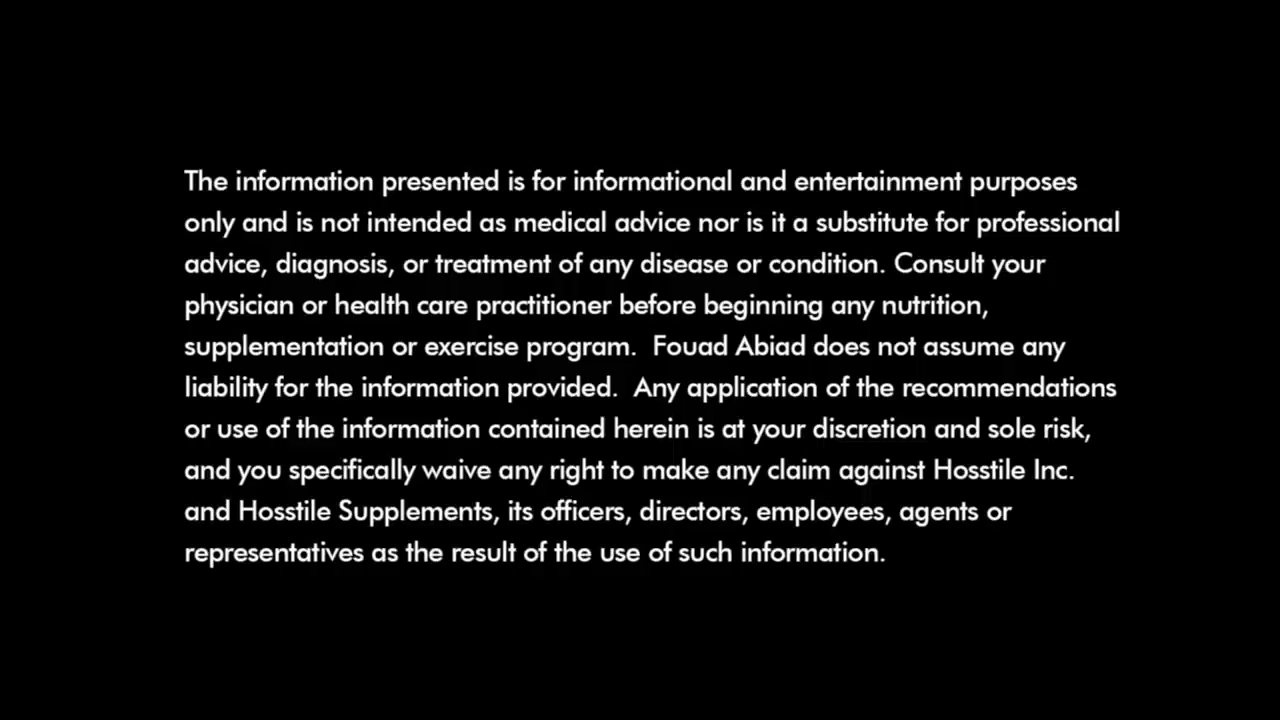 The information presented is for informational and entertainment purposes
only and is not intended as medical advice nor is it a substitute for professional
advice, diagnosis, or treatment of any disease or condition. Consult your
physician or health care practitioner before beginning any nutrition,
supplementation or exercise program.  Fouad Abiad does not assume any
liability for the information provided.  Any application of the recommendations
or use of the information contained herein is at your discretion and sole risk,
and you specifically waive any right to make any claim against Hosstile Inc.
and Hosstile Supplements, its officers, directors, employees, agents or
representatives as the result of the use of such information.